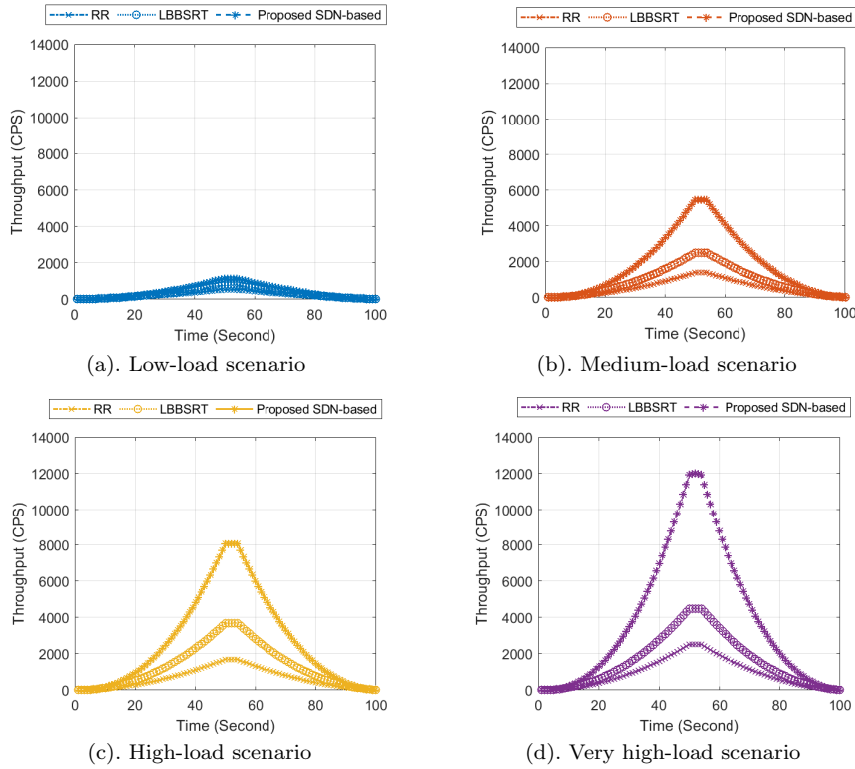 RR LBBSRT Proposed SDN-based
14000
12000
10000
8000
6000
4000
2000
0
Throughput (CPS)
0 20 40 60 80 100
Time (Second)
(a). Low-load scenario
RR LBBSRT Proposed SDN-based
14000
12000
10000
8000
6000
4000
2000
0
Throughput (CPS)
0 20 40 60 80 100
Time (Second)
(b). Medium-load scenario
RR LBBSRT Proposed SDN-based
14000
12000
10000
8000
6000
4000
2000
0
Throughput (CPS)
0 20 40 60 80 100
Time (Second)
(c). High-load scenario
RR LBBSRT Proposed SDN-based
14000
12000
10000
8000
6000
4000
2000
0
Throughput (CPS)
0 20 40 60 80 100
Time (Second)
(d). Very high-load scenario